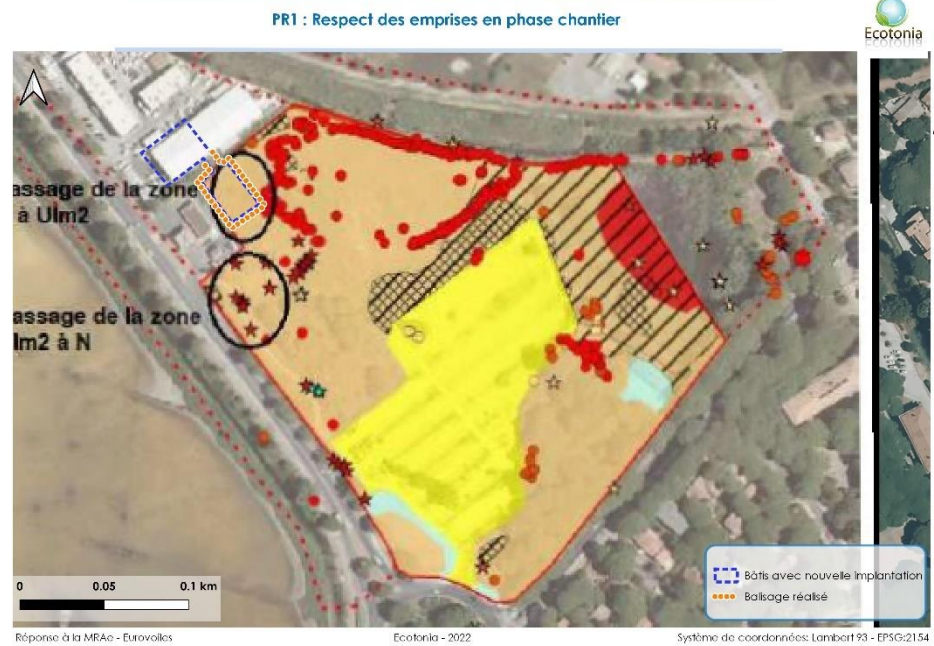 PR1 : Respect des emprises en phase chantier
Ecotonia
assage de la zone
à Ulm2
assage de la zone
lm2 à N
0 0.05 0.1 km
Bâtis avec nouvelle implantation
Balisage réalisé
Réponse à la MRAe - Eurovoiles
Ecotonia - 2022
Système de coordonnées: Lambert 93 - EPSG:2154